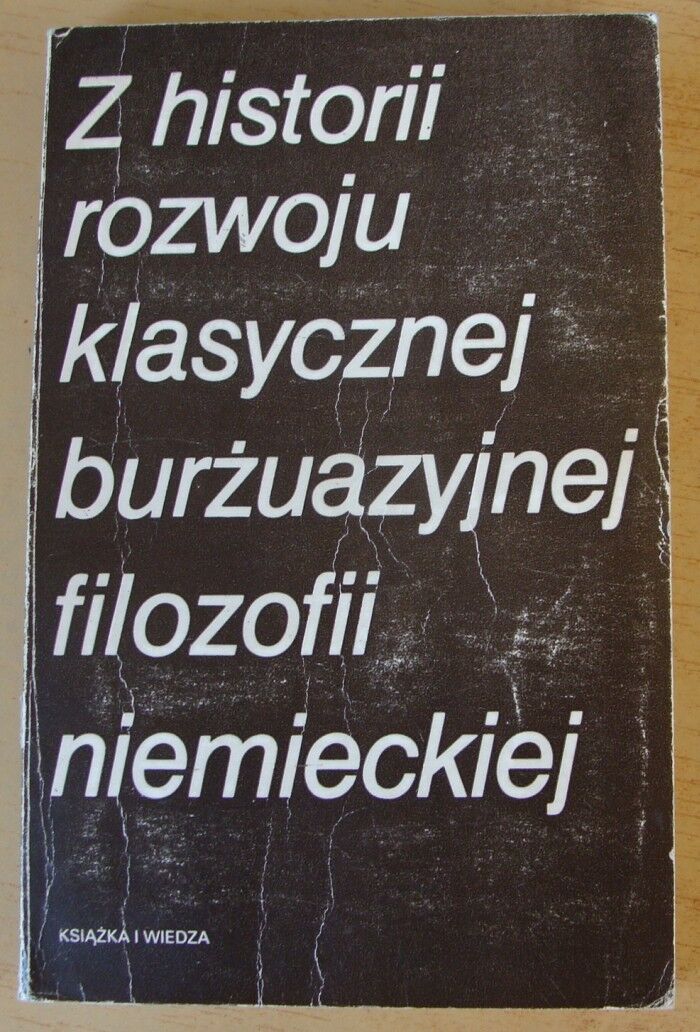 Z historii
rozwoju
klasycznej
burżuazyjnej
filozofii
niemieckiej
KSIĄŻKA I WIEDZA